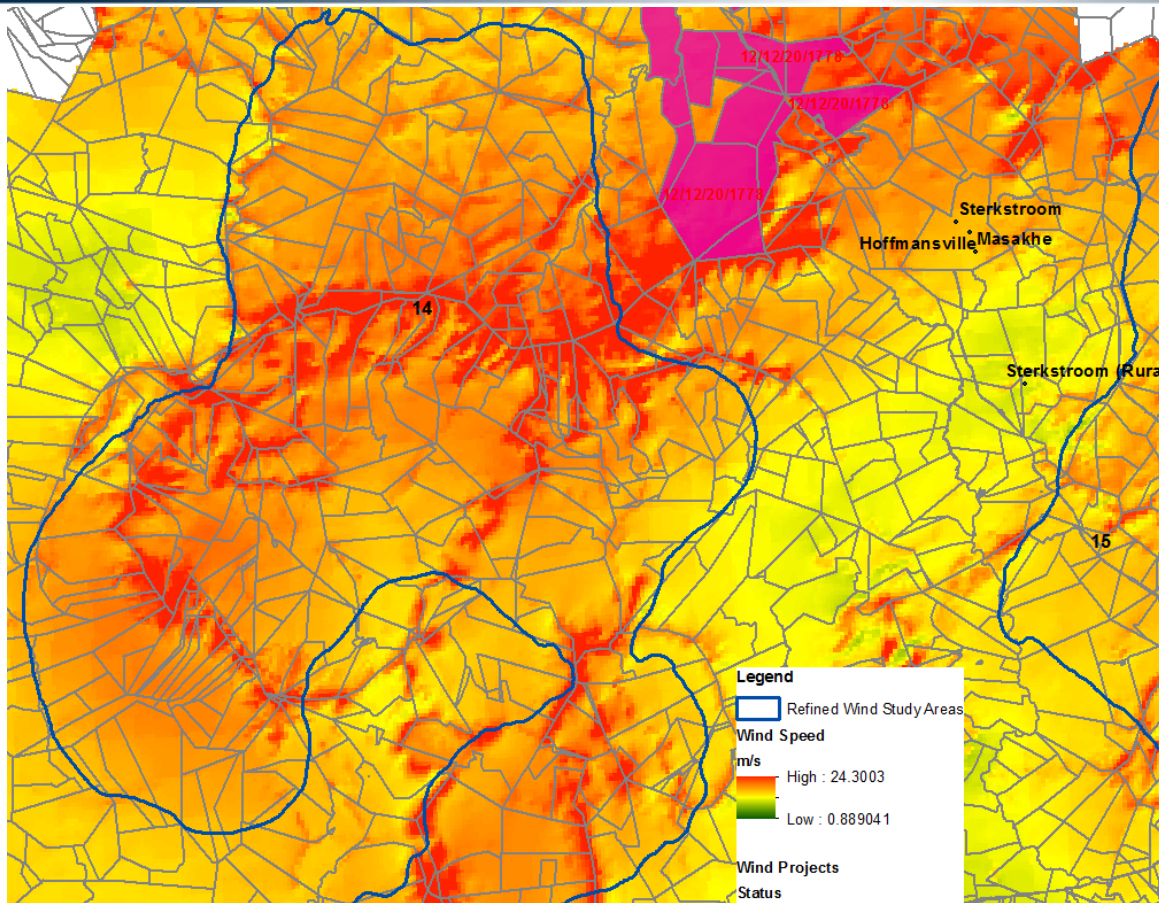 12/12/20/1778
12/12/20/1778
12/12/20/1778
Sterkstroom
Hoffmansville
Masakhe
14
Sterkstroom (Rura
15
Legend
Refined Wind Study Areas
Wind Speed
m/s
High : 24.3003
Low : 0.889041
Wind Projects
Status